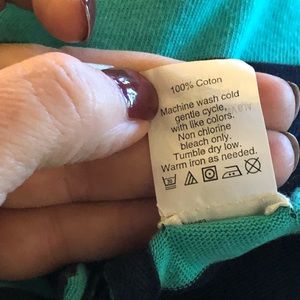 100% Coton
Machine wash cold
gentle cycle,
with like colors.
Non chlorine
bleach only.
Tumble dry low.
Warm iron as needed.